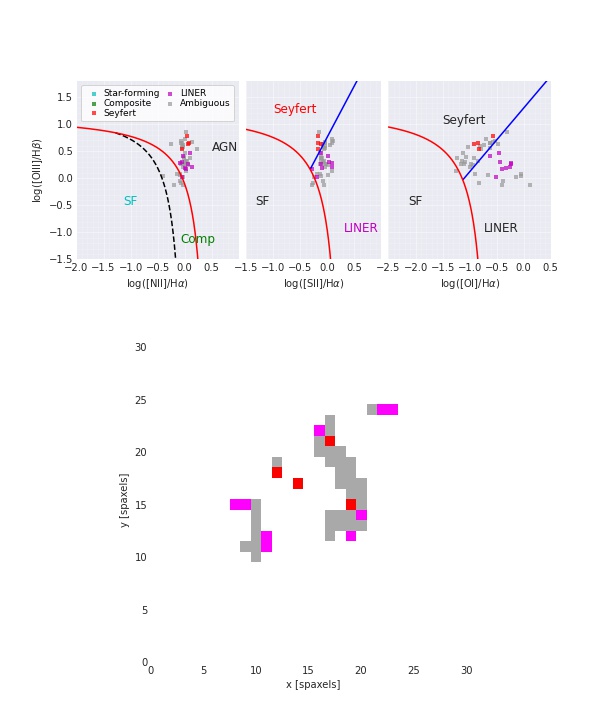 Star-forming
Composite
Seyfert
LINER
Ambiguous
1.5
1.0
0.5
0.0
−0.5
−1.0
−1.5
log([OIII]/Hβ)
AGN
SF
Comp
Seyfert
SF
LINER
Seyfert
SF
LINER
−2.0 −1.5 −1.0 −0.5 0.0 0.5
−1.5 −1.0 −0.5 0.0 0.5
−2.5 −2.0 −1.5 −1.0 −0.5 0.0 0.5
log([NII]/Hα)
log([SII]/Hα)
log([OI]/Hα)
30
25
20
15
10
5
0
y [spaxels]
0 5 10 15 20 25 30
x [spaxels]